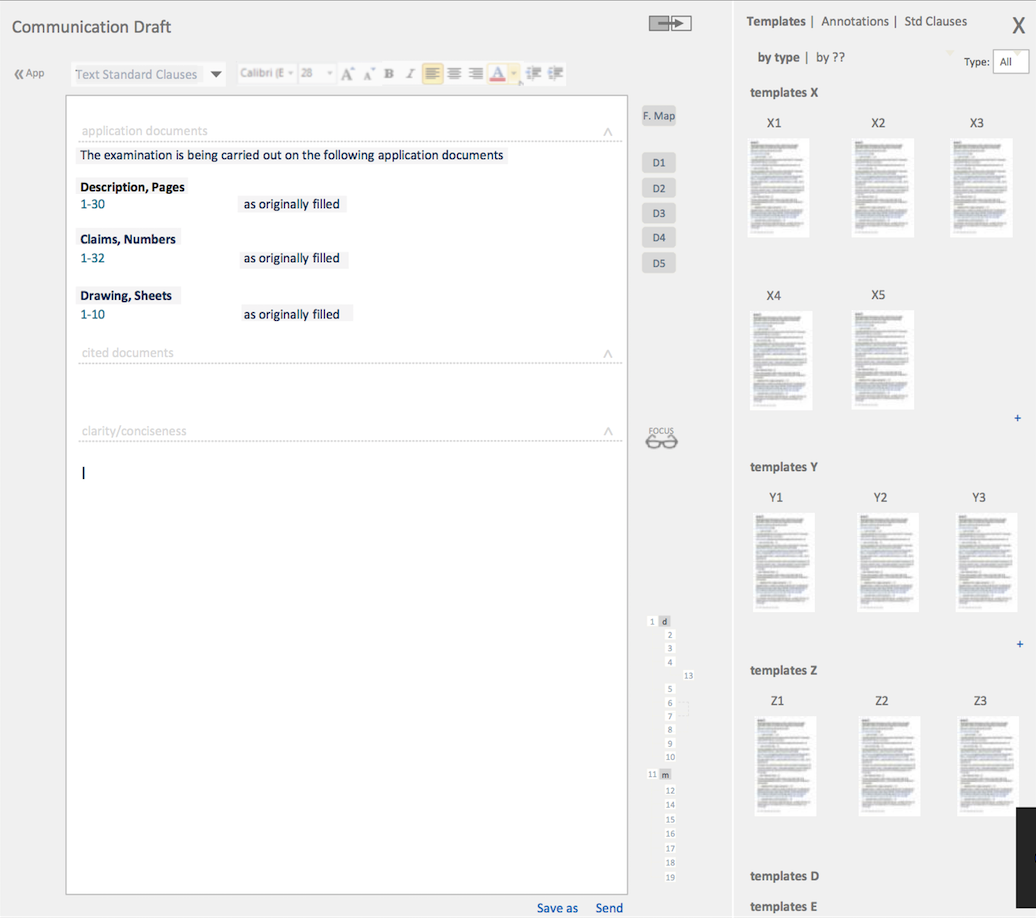 Communication Draft
App
Text Standard Clauses
Calibri (E
28
A
A
B
I
A
application documents
The examination is being carried out on the following application documents
Description, Pages
1-30
as originally filled
Claims, Numbers
1-32
as originally filled
Drawing, Sheets
1-10
as originally filled
cited documents
clarity/conciseness
Save as
Send
F. Map
D1
D2
D3
D4
D5
FOCUS
1 d
2
3
4
13
5
6
7
8
9
10
11 m
12
14
15
16
17
18
19
Templates | Annotations | Std Clauses
X
by type | by ??
Type: All
templates X
X1 X2 X3
X4 X5
+
templates Y
Y1 Y2 Y3
+
templates Z
Z1 Z2 Z3
templates D
templates E